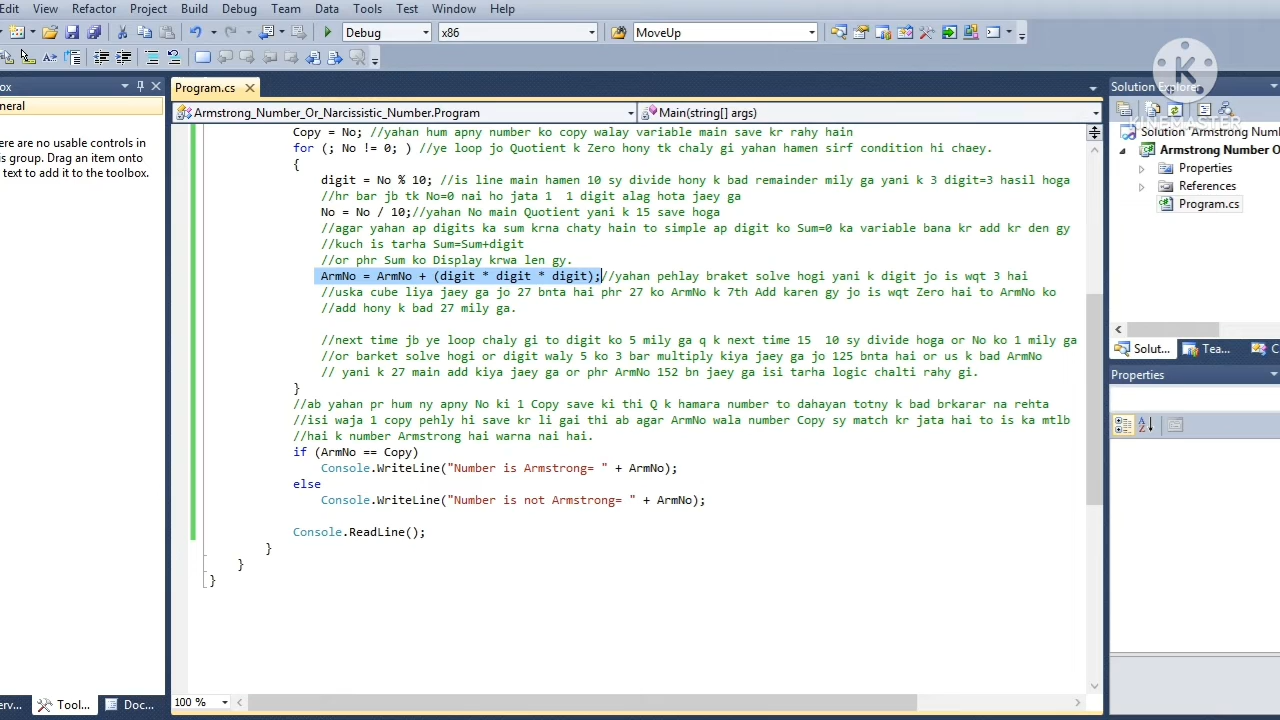 Edit View Refactor Project Build Debug Team Data Tools Test Window Help
Debug x86 MoveUp
ox
Program.cs
Solution Explorer
K
KINEMASTER
neral
Armstrong_Number_Or_Narcissistic_Number.Program Main(string[] args)
ere are no usable controls in
is group. Drag an item onto
text to add it to the toolbox.
Copy = No; //yahan hum apny number ko copy walay variable main save kr rahy hain
for (; No != 0; ) //ye loop jo Quotient k Zero hony tk chaly gi yahan hamen sirf condition hi chaey.
{
digit = No % 10; //is line main hamen 10 sy divide hony k bad remainder mily ga yani k 3 digit=3 hasil hoga
//hr bar jb tk No=0 nai ho jata 1  1 digit alag hota jaey ga
No = No / 10;//yahan No main Quotient yani k 15 save hoga
//agar yahan ap digits ka sum krna chaty hain to simple ap digit ko Sum=0 ka variable bana kr add kr den gy
//kuch is tarha Sum=Sum+digit
//or phr Sum ko Display krwa len gy.
ArmNo = ArmNo + (digit * digit * digit);//yahan pehlay braket solve hogi yani k digit jo is wqt 3 hai
//uska cube liya jaey ga jo 27 bnta hai phr 27 ko ArmNo k 7th Add karen gy jo is wqt Zero hai to ArmNo ko
//add hony k bad 27 mily ga.
//next time jb ye loop chaly gi to digit ko 5 mily ga q k next time 15  10 sy divide hoga or No ko 1 mily ga
//or barket solve hogi or digit waly 5 ko 3 bar multiply kiya jaey ga jo 125 bnta hai or us k bad ArmNo
// yani k 27 main add kiya jaey ga or phr ArmNo 152 bn jaey ga isi tarha logic chalti rahy gi.
}
//ab yahan pr hum ny apny No ki 1 Copy save ki thi Q k hamara number to dahayan totny k bad brkarar na rehta
//isi waja 1 copy pehly hi save kr li gai thi ab agar ArmNo wala number Copy sy match kr jata hai to is ka mtlb
//hai k number Armstrong hai warna nai hai.
if (ArmNo == Copy)
Console.WriteLine("Number is Armstrong= " + ArmNo);
else
Console.WriteLine("Number is not Armstrong= " + ArmNo);
Console.ReadLine();
}
}
}
Solution 'Armstrong Num
Armstrong Number O
Properties
References
Program.cs
Solut... Tea... C
Properties
100 %
erv... Tool... Doc...